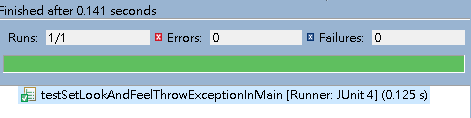 Finished after 0.141 seconds
Runs: 1/1 Errors: 0 Failures: 0
testSetLookAndFeelThrowExceptionInMain [Runner: JUnit 4] (0.125 s)